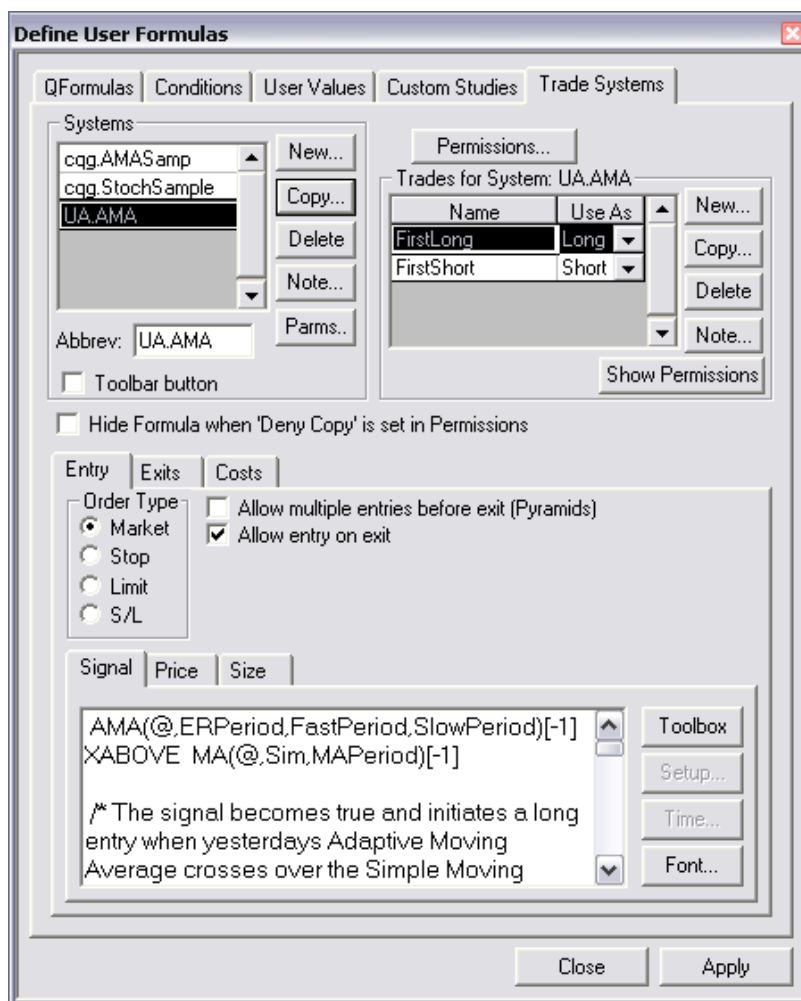 Define User Formulas
QFormulas Conditions User Values Custom Studies Trade Systems
Systems
cqg.AMASamp
cqg.StochSample
UA.AMA
New...
Copy...
Delete
Note...
Parms..
Abbrev: UA.AMA
Toolbar button
Permissions...
Trades for System: UA.AMA
Name Use As
FirstLong Long
FirstShort Short
New...
Copy...
Delete
Note...
Show Permissions
Hide Formula when 'Deny Copy' is set in Permissions
Entry Exits Costs
Order Type
Market
Stop
Limit
S/L
Allow multiple entries before exit (Pyramids)
Allow entry on exit
Signal Price Size
AMA(@,ERPeriod,FastPeriod,SlowPeriod)[-1]
XABOVE MA(@,Sim,MAPeriod)[-1]
/* The signal becomes true and initiates a long
entry when yesterdays Adaptive Moving
Average crosses over the Simple Moving
Toolbox
Setup...
Time...
Font...
Close Apply